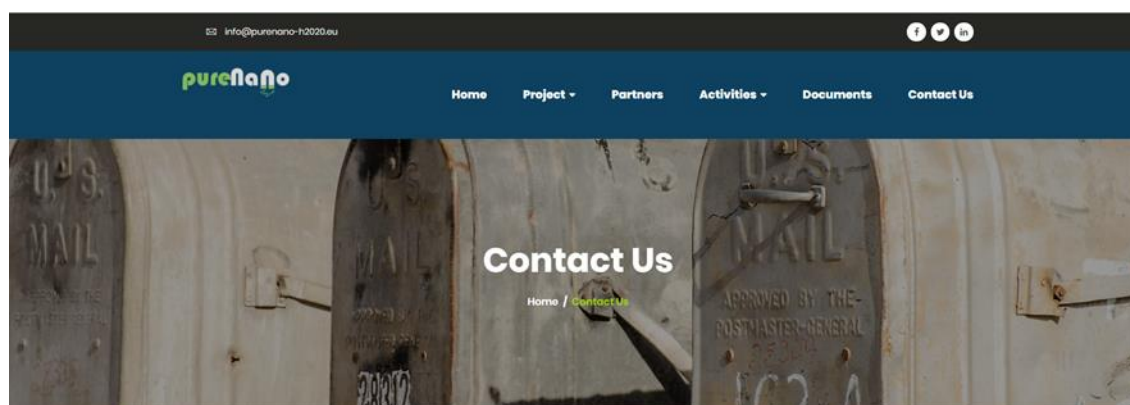 info@purenano-h2020.eu
pureNaNo
Home Project Partners Activities Documents Contact Us
U.S.
MAIL
U.S.
MAIL
U.S.
MAIL
APPROVED BY THE
POSTMASTER-GENERAL
Contact Us
Home / Contact Us